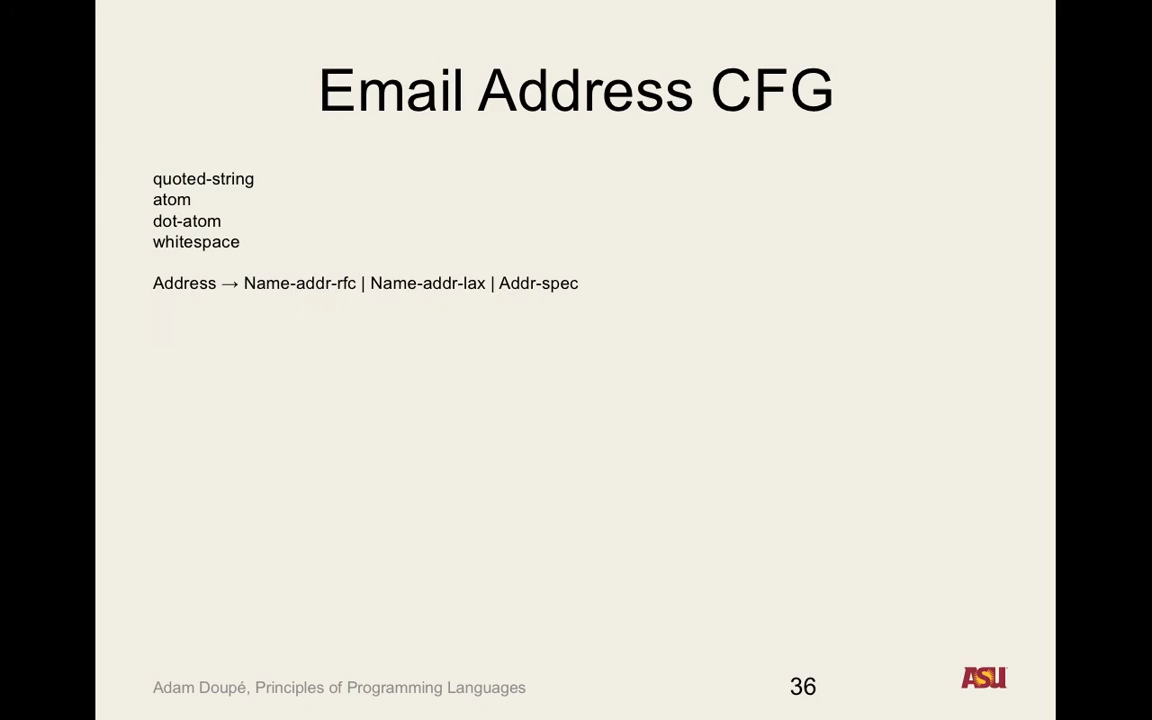 Email Address CFG
quoted-string
atom
dot-atom
whitespace
Address → Name-addr-rfc | Name-addr-lax | Addr-spec
Adam Doupé, Principles of Programming Languages
36
ASU